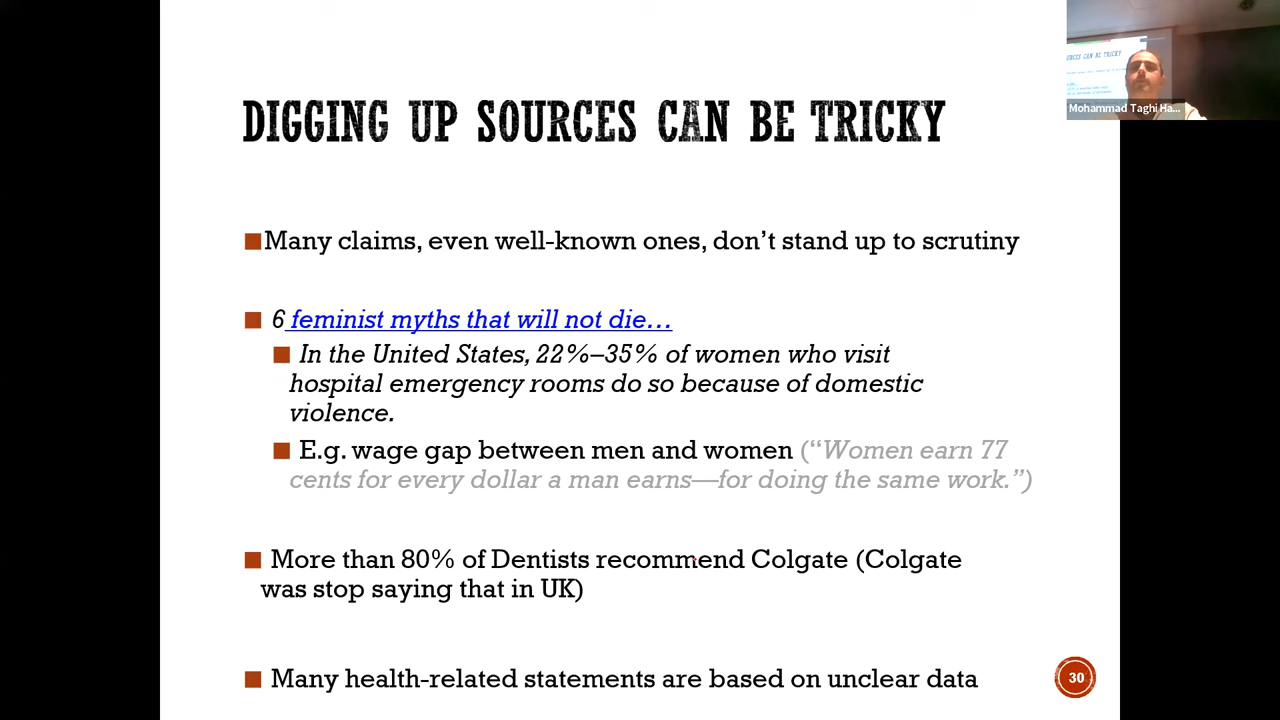 DIGGING UP SOURCES CAN BE TRICKY
Mohammad Taghi Ha...
Many claims, even well-known ones, don’t stand up to scrutiny
6 feminist myths that will not die…
In the United States, 22%–35% of women who visit
hospital emergency rooms do so because of domestic
violence.
E.g. wage gap between men and women (“Women earn 77
cents for every dollar a man earns—for doing the same work.”)
More than 80% of Dentists recommend Colgate (Colgate
was stop saying that in UK)
Many health-related statements are based on unclear data
30